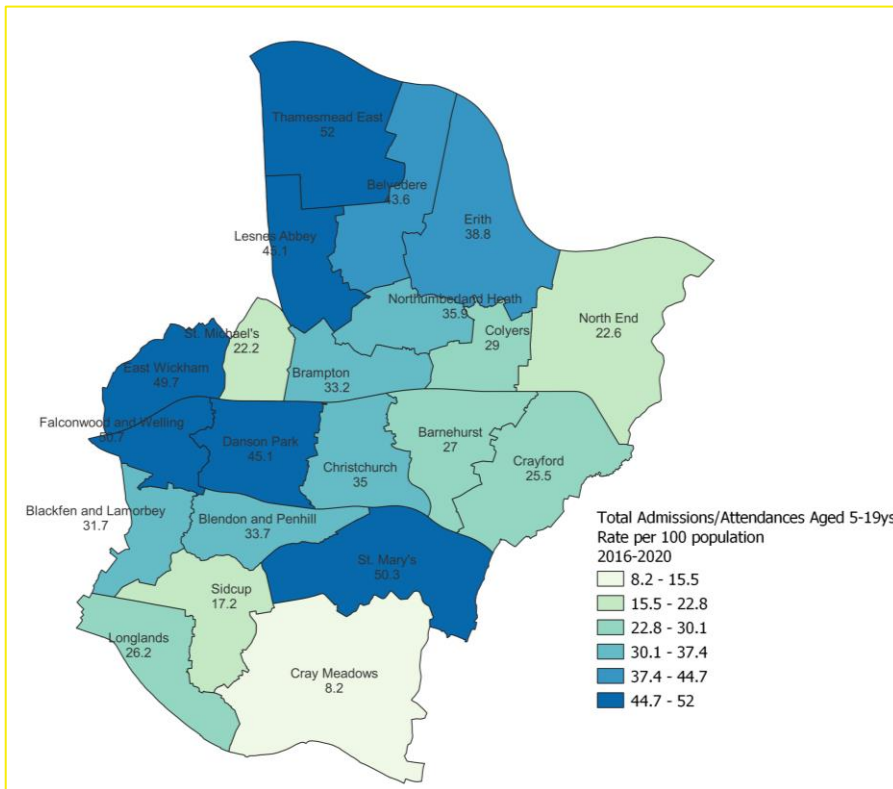 Thamesmead East
52
Belvedere
43.6
Erith
38.8
Lesnes Abbey
45.1
Northumberland Heath
35.9
Colyers
29
North End
22.6
St. Michael's
22.2
East Wickham
49.7
Brampton
33.2
Falconwood and Welling
50.7
Danson Park
45.1
Christchurch
35
Barnehurst
27
Crayford
25.5
Blackfen and Lamorbey
31.7
Blendon and Penhill
33.7
St. Mary's
50.3
Sidcup
17.2
Longlands
26.2
Cray Meadows
8.2
Total Admissions/Attendances Aged 5-19ys
Rate per 100 population
2016-2020
8.2 - 15.5
15.5 - 22.8
22.8 - 30.1
30.1 - 37.4
37.4 - 44.7
44.7 - 52